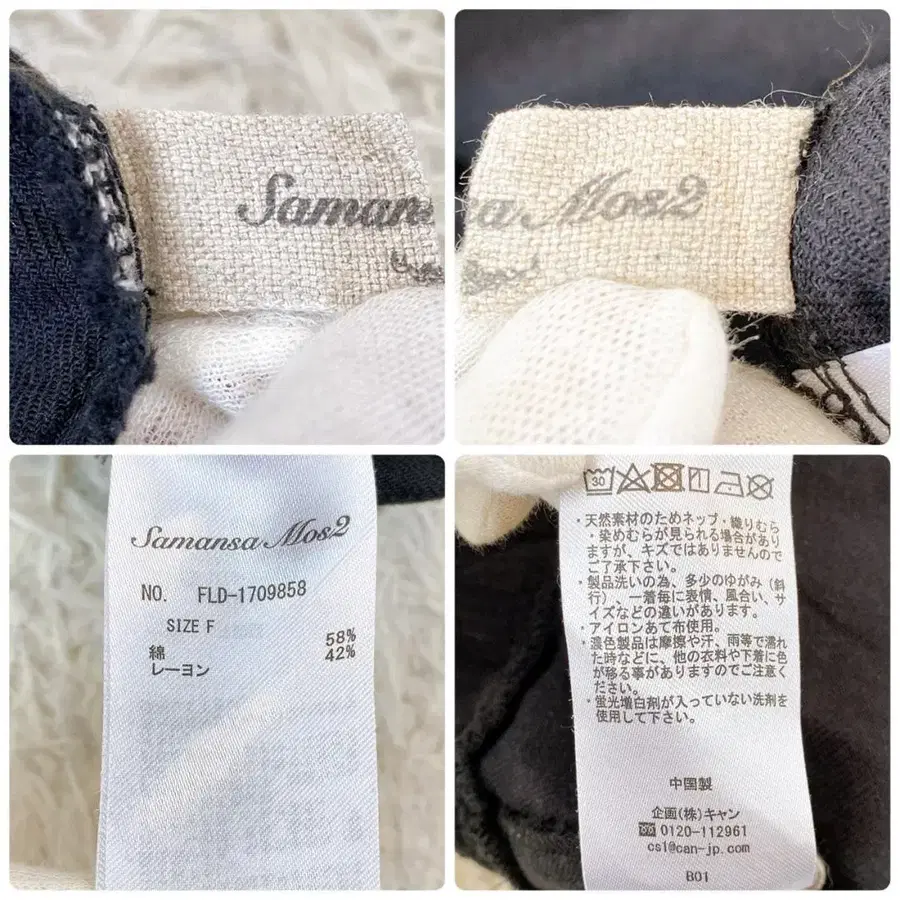 Samans
a Mos2
Samansa Mos2
NO. FLD-1709858
SIZE F
綿 58%
レーヨン 42%
30
・天然素材のためネップ・織りむら
・染めむらが見られる場合があり
ますが、キズではありませんので
ご了承下さい。
・製品洗いの為、多少のゆがみ(斜
行)、一着毎に表情、風合い、サ
イズなどの違いがあります。
・アイロンあて布使用。
・濃色製品は摩擦や汗、雨等で濡れ
た時などに、他の衣料や下着に色
が移る事がありますのでご注意く
ださい。
・蛍光増白剤が入っていない洗剤を
使用して下さい。
中国製
企画(株)キャン
0120-112961
csl@can-jp.com
B01